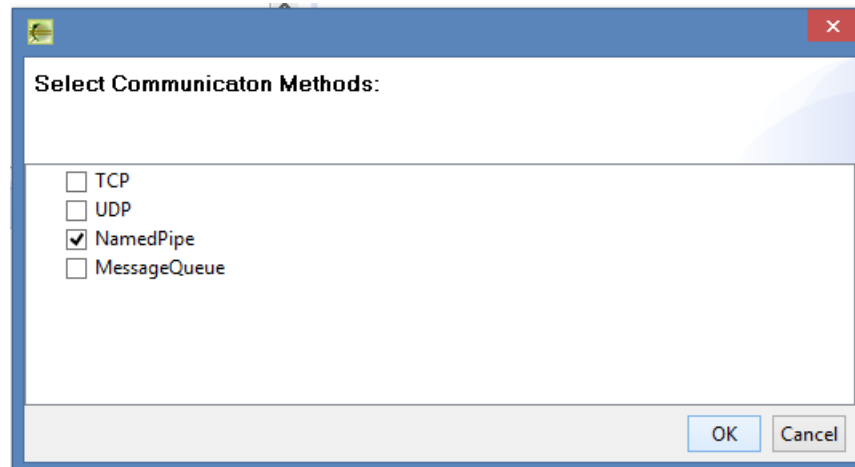 Select Communicaton Methods:
TCP
UDP
NamedPipe
MessageQueue
OK Cancel